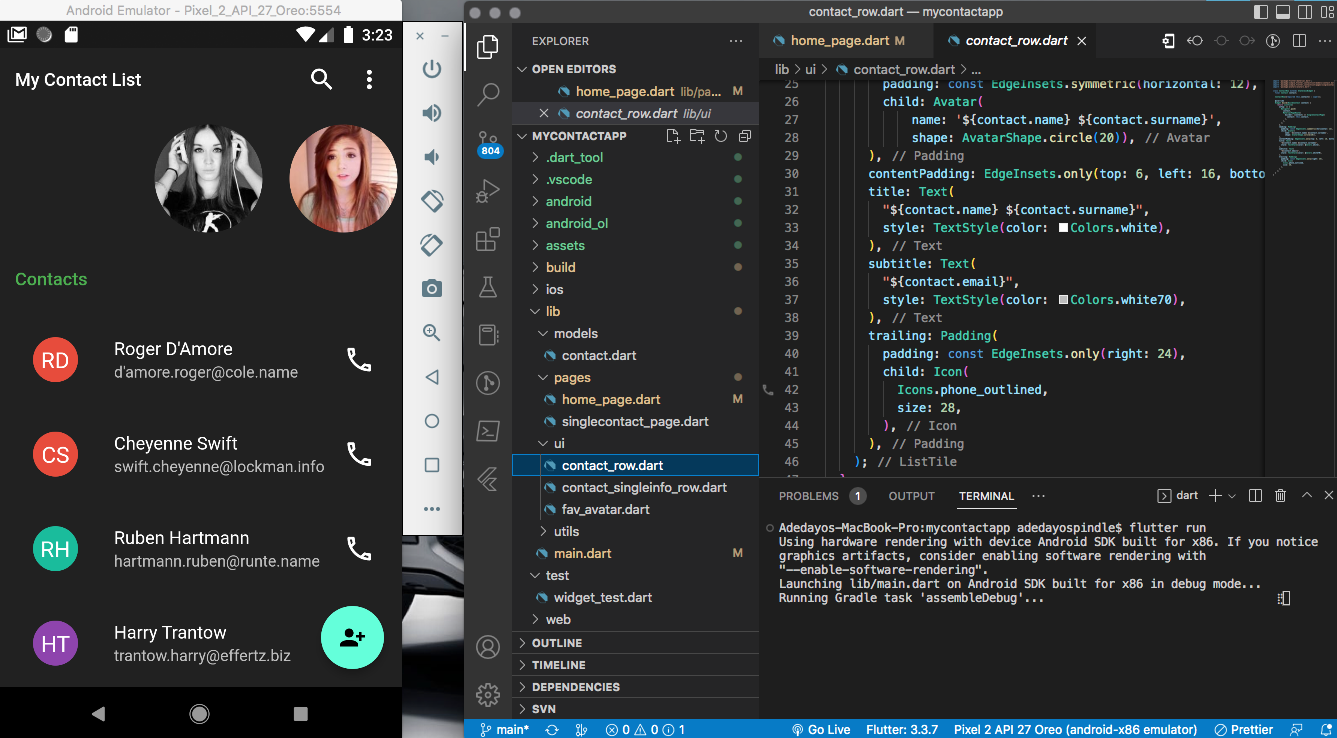 Android Emulator - Pixel_2_API_27_Oreo:5554
3:23
My Contact List
Contacts
RD
Roger D'Amore
d'amore.roger@cole.name
CS
Cheyenne Swift
swift.cheyenne@lockman.info
RH
Ruben Hartmann
hartmann.ruben@runte.name
HT
Harry Trantow
trantow.harry@effertz.biz
contact_row.dart — mycontactapp
804
EXPLORER
OPEN EDITORS
home_page.dart lib/pa... M
contact_row.dart lib/ui
MYCONTACTAPP
.dart_tool
.vscode
android
android_ol
assets
build
ios
lib
models
contact.dart
pages
home_page.dart M
singlecontact_page.dart
ui
contact_row.dart
contact_singleinfo_row.dart
fav_avatar.dart
utils
main.dart M
test
widget_test.dart
web
OUTLINE
TIMELINE
DEPENDENCIES
SVN
home_page.dart M contact_row.dart
lib > ui > contact_row.dart > ...
25 padding: const EdgeInsets.symmetric(horizontal: 12),
26 child: Avatar(
27 name: '${contact.name} ${contact.surname}',
28 shape: AvatarShape.circle(20)), // Avatar
29 ), // Padding
30 contentPadding: EdgeInsets.only(top: 6, left: 16, botto
31 title: Text(
32 "${contact.name} ${contact.surname}",
33 style: TextStyle(color: Colors.white),
34 ), // Text
35 subtitle: Text(
36 "${contact.email}",
37 style: TextStyle(color: Colors.white70),
38 ), // Text
39 trailing: Padding(
40 padding: const EdgeInsets.only(right: 24),
41 child: Icon(
42 Icons.phone_outlined,
43 size: 28,
44 ), // Icon
45 ), // Padding
46 ); // ListTile
PROBLEMS 1 OUTPUT TERMINAL ... dart
Adedayos-MacBook-Pro:mycontactapp adedayospindle$ flutter run
Using hardware rendering with device Android SDK built for x86. If you notice
graphics artifacts, consider enabling software rendering with
"--enable-software-rendering".
Launching lib/main.dart on Android SDK built for x86 in debug mode...
Running Gradle task 'assembleDebug'...
main* 0 0 1 Go Live Flutter: 3.3.7 Pixel 2 API 27 Oreo (android-x86 emulator) Prettier